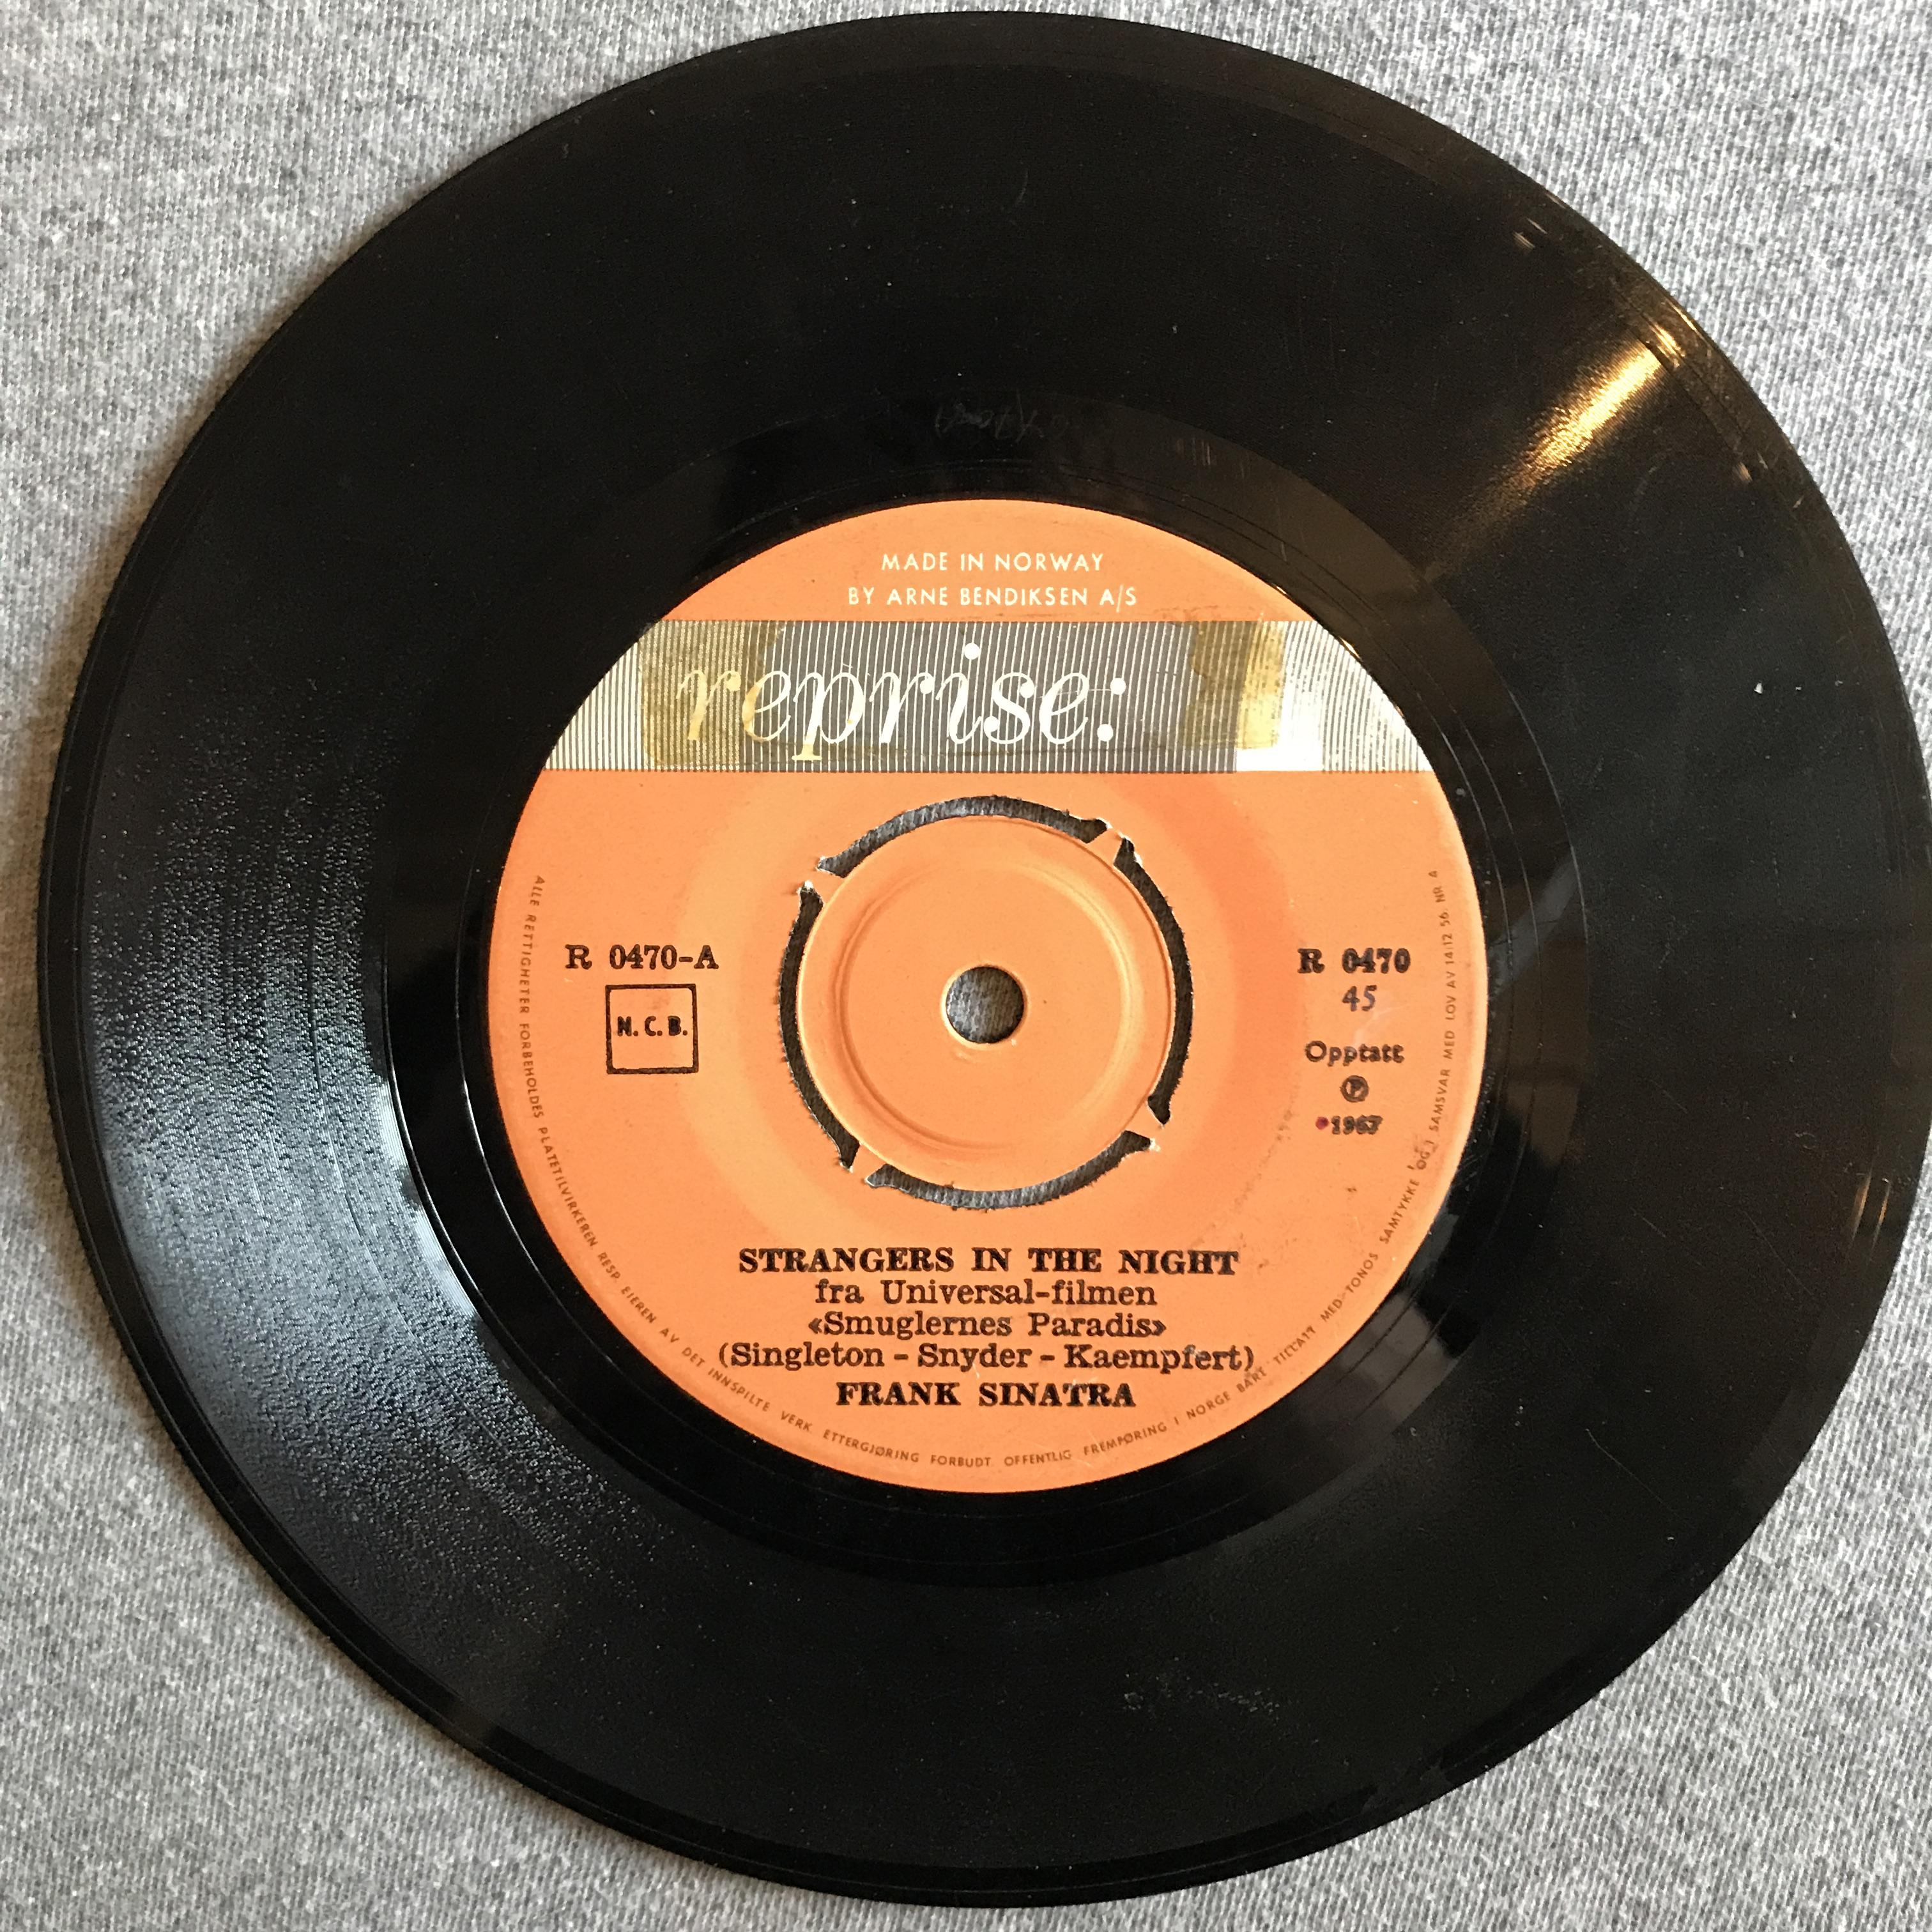 MADE IN NORWAY
BY ARNE BENDIKSEN A/S
reprise:
R 0470-A
N.C.B.
R 0470
45
Opptatt
Ⓟ
1967
STRANGERS IN THE NIGHT
fra Universal-filmen
«Smuglernes Paradis»
(Singleton - Snyder - Kaempfert)
FRANK SINATRA
ALLE RETTIGHETER FORBEHOLDES PLATETILVIRKEREN RESP. EIEREN AV DET INNSPILTE VERK. ETTERGJØRING FORBUDT. OFFENTLIG FREMFØRING I NORGE BARE TILLATT MED TONOS SAMTYKKE OG I SAMSVAR MED LOV AV 14.12 56. NR 4